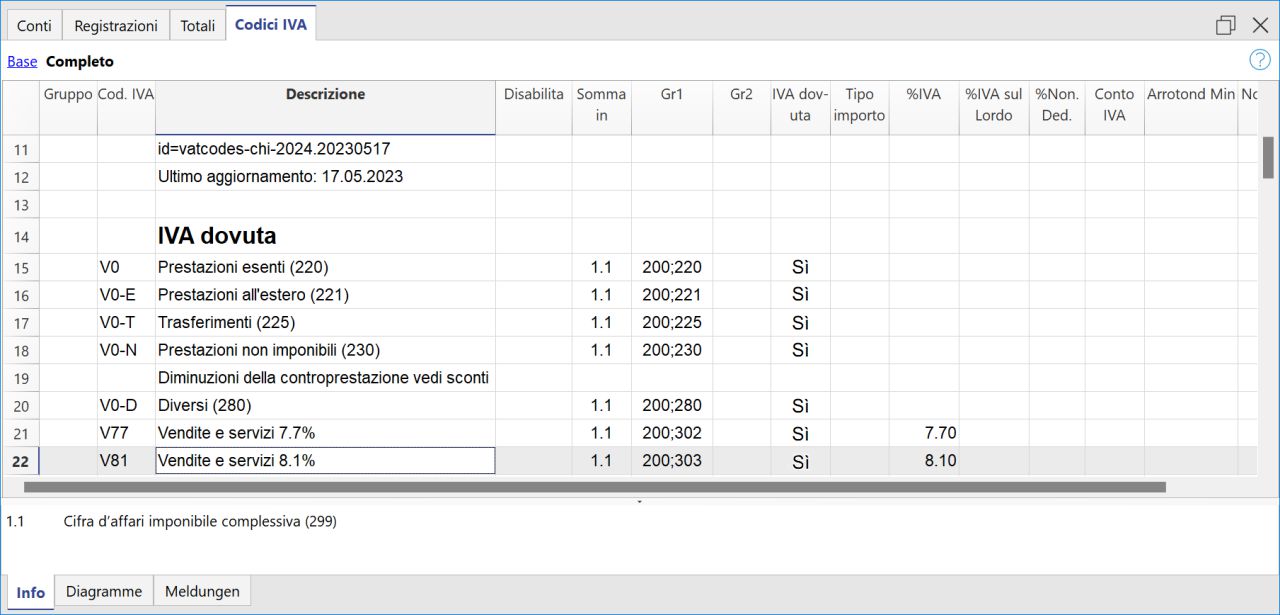 Conti Registrazioni Totali Codici IVA
Base Completo
?
Gruppo Cod. IVA Descrizione Disabilita Somma in Gr1 Gr2 IVA dov-uta Tipo importo %IVA %IVA sul Lordo %Non. Ded. Conto IVA Arrotond Min No
11 id=vatcodes-chi-2024.20230517
12 Ultimo aggiornamento: 17.05.2023
13
14 IVA dovuta
15 V0 Prestazioni esenti (220) 1.1 200;220 Sì
16 V0-E Prestazioni all'estero (221) 1.1 200;221 Sì
17 V0-T Trasferimenti (225) 1.1 200;225 Sì
18 V0-N Prestazioni non imponibili (230) 1.1 200;230 Sì
19 Diminuzioni della controprestazione vedi sconti
20 V0-D Diversi (280) 1.1 200;280 Sì
21 V77 Vendite e servizi 7.7% 1.1 200;302 Sì 7.70
22 V81 Vendite e servizi 8.1% 1.1 200;303 Sì 8.10
1.1 Cifra d’affari imponibile complessiva (299)
Info Diagramme Meldungen